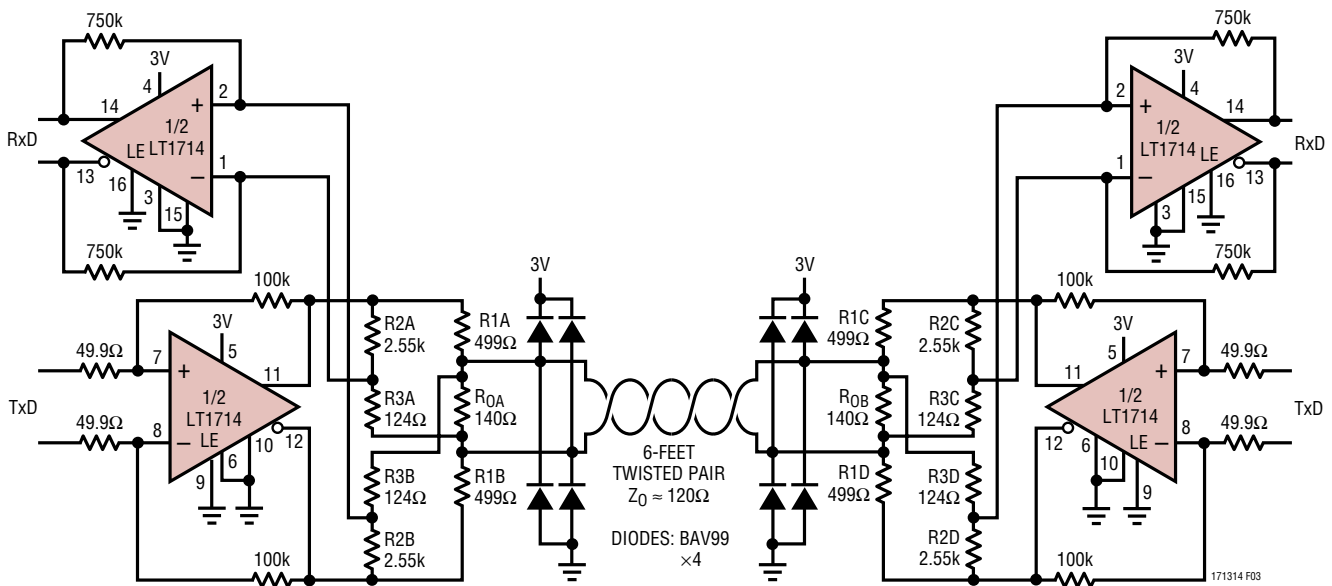 750k
3V
4
2
14
+
1/2
RxD
LE LT1714
1
13
16
−
3
15
750k
100k
3V
R2A
2.55k
R1A
499Ω
3V
49.9Ω
7
5
+
11
1/2
LT1714
TxD
49.9Ω
8
−
LE
10
12
6
9
R3A
124Ω
ROA
140Ω
R3B
124Ω
R1B
499Ω
100k
R2B
2.55k
6-FEET
TWISTED PAIR
ZO ≈ 120Ω
DIODES: BAV99
×4
750k
3V
4
2
14
+
1/2
LT1714
LE
RxD
1
13
−
16
3
15
750k
3V
R1C
499Ω
R2C
2.55k
100k
3V
5
7
49.9Ω
+
11
1/2
LT1714
TxD
ROB
140Ω
R3C
124Ω
12
6
LE
−
8
49.9Ω
10
9
R1D
499Ω
R3D
124Ω
R2D
2.55k
100k
171314 F03